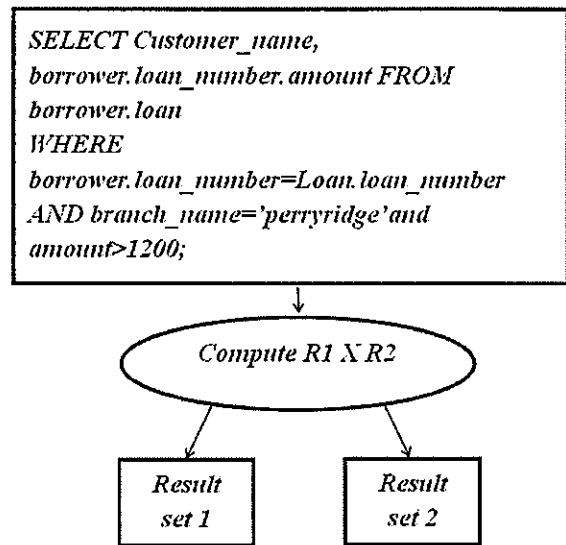 SELECT Customer_name,
borrower.loan_number.amount FROM
borrower.loan
WHERE
borrower.loan_number=Loan.loan_number
AND branch_name='perryridge'and
amount>1200;
Compute R1 X R2
Result
set 1
Result
set 2